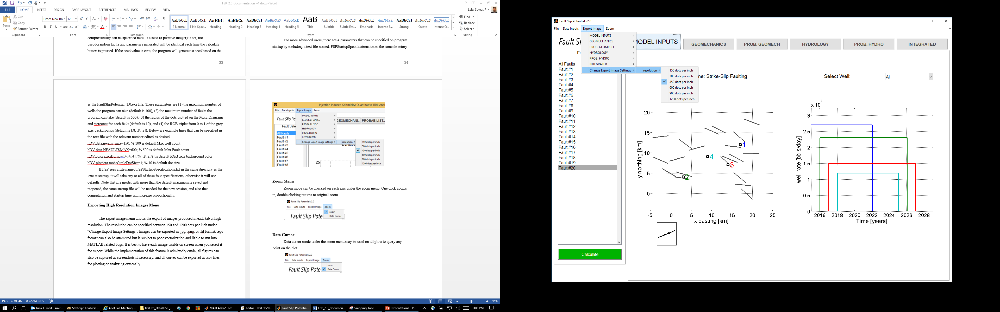 FSP_2.0_documentation_v1.docx - Word
FILE HOME INSERT DESIGN PAGE LAYOUT REFERENCES MAILINGS REVIEW VIEW
Lele, Suvrat P
Paste
Cut
Copy
Format Painter
Clipboard
Times New Ro 12
Font
Paragraph
AaBbCcI AaBbCcD AaBbC AaBbCc AaBbCcI AaBbCcD AaBbCcD AaB AaBbCcI AaBbCcD AaBbCcD AaBbCcD AaBbCcI AaBbCcD AaBbCcD
¶ Normal ¶ No Spac... Heading 1 Heading 2 Heading 3 Heading 4 Heading 5 Title Subtitle Subtle Em... Emphasis Intense E... Strong Quote Intense Q...
Styles
Find
Replace
Select
Editing
compressibility can be specified here. If a seed (a positive integer) is set, the
pseudorandom faults and parameters generated will be identical each time the calculate
button is pressed. If the seed value is zero, the program will generate a seed based on the
33
For more advanced users, there are 4 parameters that can be specified on program
startup by including a text file named: FSPStartupSpecifications.txt in the same directory
34
as the FaultSlipPotential_1.0.exe file. These parameters are (1) the maximum number of
wells the program can take (default is 100), (2) the maximum number of faults the
program can take (default is 500), (3) the radius of the dots plotted on the Mohr Diagrams
and stereonet for each fault (default is 10), and (4) the RGB triplet from 0 to 1 of the grey
axis backgrounds (default is [.8, .8, .8]). Below are example lines that can be specified in
the text file with the relevant number edited as desired.
hDV.data.nwells_max=150; % 100 is default Max well count
hDV.data.NFAULTSMAX=600; % 500 is default Max Fault count
hDV.colors.axsBgrnd=[.4,.4,.4]; % [.8,.8,.8] is default RGB axis background color
hDV.plotdata.mohrCircleDotSize=4; % 10 is default dot size
If FSP sees a file named FSPStartupSpecifications.txt in the same directory as the
.exe at startup, it will take any or all of these four specifications, otherwise it will use
defaults. Note that if a model with more than the default maximum is saved and
reopened, the same startup file will be needed for the new session, and also that
computation and startup time will increase proportionally.
Exporting High Resolution Images Menu
The export image menu allows the export of images produced in each tab at high
resolution. The resolution can be specified between 150 and 1200 dots per inch under
“Change Export Image Settings”. Images can be exported in .jpg, .png, or .tif format. .eps
format can also be attempted but is subject to poor vectorization and liable to run into
MATLAB related bugs. It is best to have each image visible on screen when you select it
for export. While the implementation of this feature is admittedly crude, all figures can
also be captured as screenshots if necessary, and all curves can be exported as .csv files
for plotting or analyzing externally.
Injection Induced Seismicity: Quantitative Risk Anal
File Data Inputs Export Image Zoom
Fault Slip Po
MODEL INPUTS
GEOMECHANICS
PROBABILISTIC
HYDROLOGY
PROB. HYDRO
INTEGRATED
Change Export Image Settings
resolution
GEOMECHANI... PROBABILIST...
Fault Sele
All Faults
Fault #1
Fault #2
Fault #3
Fault #4
Fault #5
Fault #6
Fault #7
Fault #8
150 dots per inch
300 dots per inch
450 dots per inch
600 dots per inch
900 dots per inch
1200 dots per inch
25
Zoom Menu
Zoom mode can be checked on each axis under the zoom menu. One click zooms
in, double clicking returns to original zoom.
Fault Slip Potential v2.0
File Data Inputs Export Image Zoom
zoom
Data Cursor
Fault Slip Pote
Data Cursor
Data cursor mode under the zoom menu may be used on all plots to query any
point on the plot.
Fault Slip Potential v2.0
File Data Inputs Export Image Zoom
zoom
Data Cursor
Fault Slip Pote
PAGE 36 OF 46 8365 WORDS
91%
Junk E-mail - suvr... Strategic Enablers ... AGU Fall Meeting ... U:\Org_Data\DST_... MATLAB R2012b Editor - H:\FSP2.0... Fault Slip Potentia... FSP_2.0_documen... Snipping Tool Presentation1 - P... 2:08 PM
Fault Slip Potential v2.0
File Data Inputs Export Image Zoom
Fault Sl
MODEL INPUTS
GEOMECHANICS
PROB. GEOMECH
HYDROLOGY
PROB. HYDRO
INTEGRATED
Change Export Image Settings
resolution
150 dots per inch
300 dots per inch
450 dots per inch
600 dots per inch
900 dots per inch
1200 dots per inch
MODEL INPUTS GEOMECHANICS PROB. GEOMECH HYDROLOGY PROB. HYDRO INTEGRATED
Fa
All Faults
Fault #1
Fault #2
Fault #3
Fault #4
Fault #5
Fault #6
Fault #7
Fault #8
Fault #9
Fault #10
Fault #11
Fault #12
Fault #13
Fault #14
Fault #15
Fault #16
Fault #17
Fault #18
Fault #19
Fault #20
Calculate
me: Strike-Slip Faulting
Select Well:
All
20
15
10
5
0
y northing [km]
-5 0 5 10 15 20 25
x easting [km]
1
4
3
2
x 10 4
3
2.5
2
1.5
1
0.5
0
well rate [bbls/day]
2016 2018 2020 2022 2024 2026 2028
Time [years]